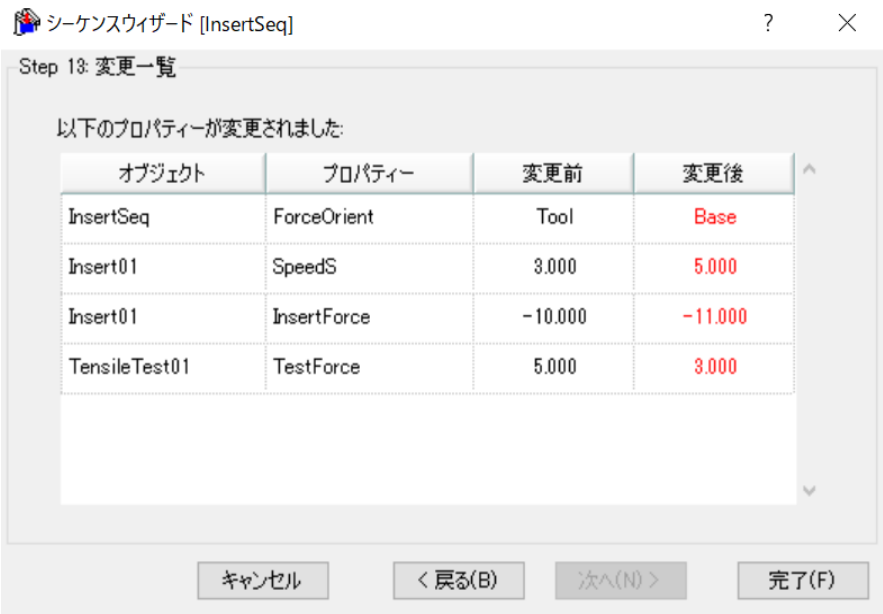 シーケンスウィザード [InsertSeq]
?
Step 13: 変更一覧
以下のプロパティーが変更されました:
オブジェクト プロパティー 変更前 変更後
InsertSeq ForceOrient Tool Base
Insert01 SpeedS 3.000 5.000
Insert01 InsertForce -10.000 -11.000
TensileTest01 TestForce 5.000 3.000
キャンセル < 戻る(B) 次へ(N) > 完了(F)